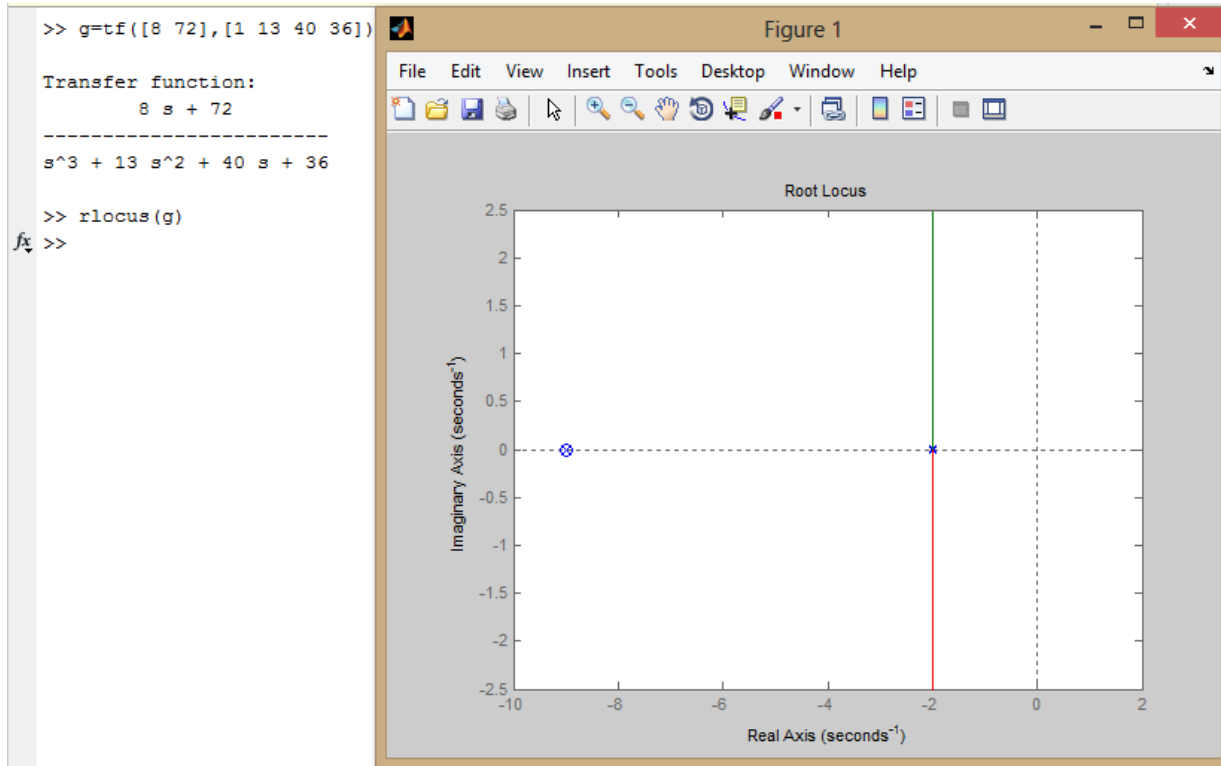 >> g=tf([8 72],[1 13 40 36])
Transfer function:
8 s + 72
-------------------------
s^3 + 13 s^2 + 40 s + 36
>> rlocus(g)
fx >>
Figure 1
File Edit View Insert Tools Desktop Window Help
Root Locus
2.5
2
1.5
1
0.5
0
-0.5
-1
-1.5
-2
-2.5
-10 -8 -6 -4 -2 0 2
Imaginary Axis (seconds^-1)
Real Axis (seconds^-1)